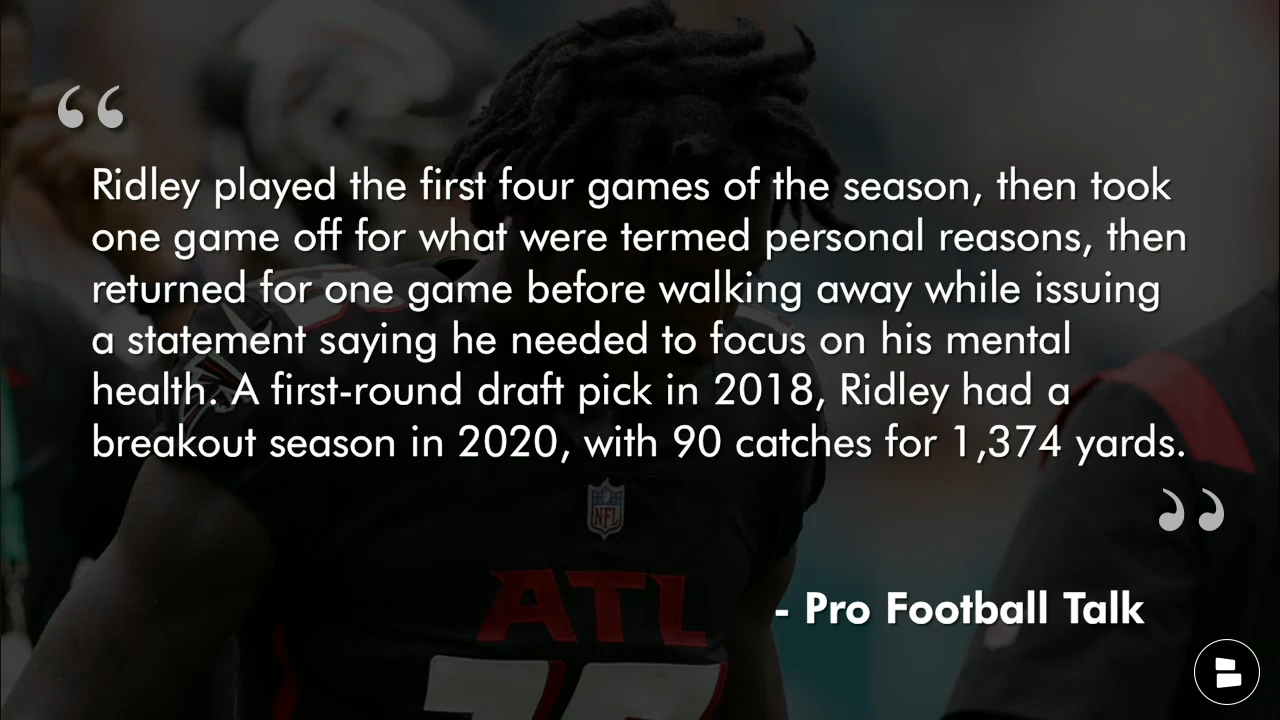 “
Ridley played the first four games of the season, then took
one game off for what were termed personal reasons, then
returned for one game before walking away while issuing
a statement saying he needed to focus on his mental
health. A first-round draft pick in 2018, Ridley had a
breakout season in 2020, with 90 catches for 1,374 yards.
”
NFL
ATL
- Pro Football Talk